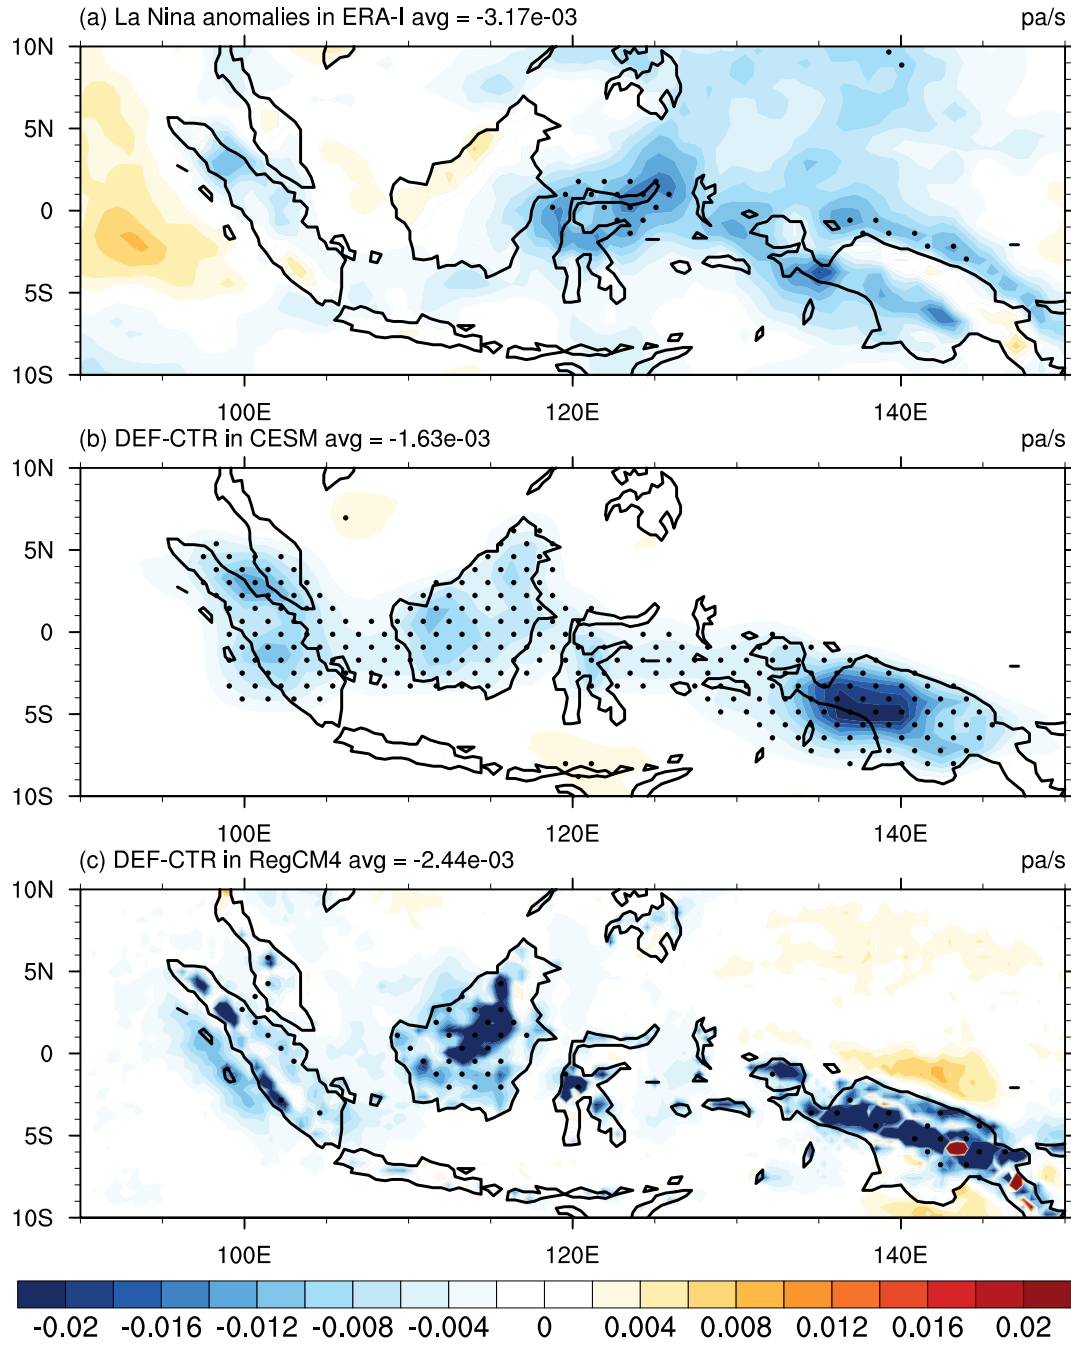 (a) La Nina anomalies in ERA-I avg = -3.17e-03 pa/s
10N
5N
0
5S
10S
100E 120E 140E
(b) DEF-CTR in CESM avg = -1.63e-03 pa/s
10N
5N
0
5S
10S
100E 120E 140E
(c) DEF-CTR in RegCM4 avg = -2.44e-03 pa/s
10N
5N
0
5S
10S
100E 120E 140E
-0.02 -0.016 -0.012 -0.008 -0.004 0 0.004 0.008 0.012 0.016 0.02